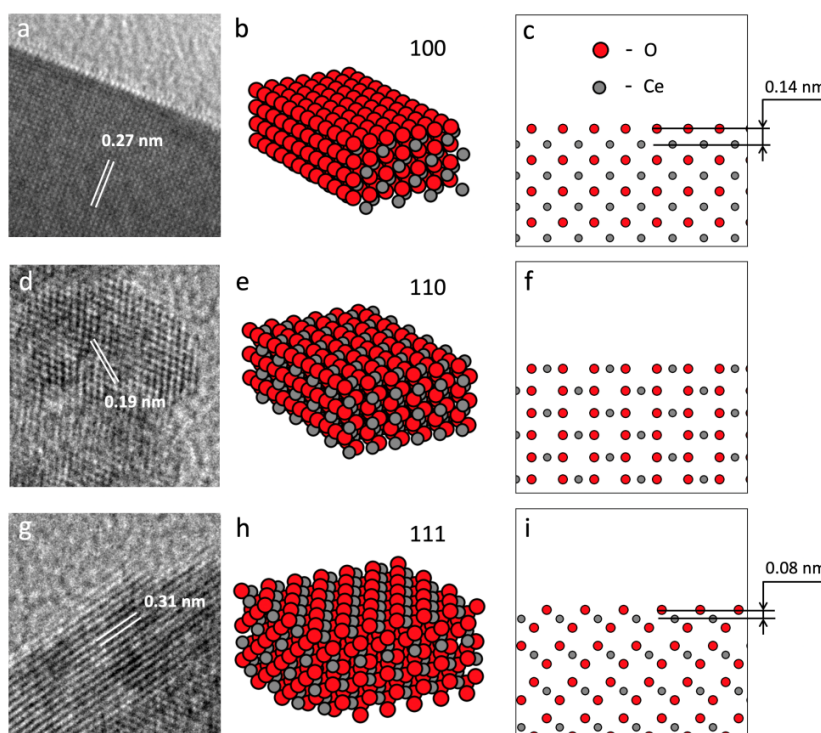 a
b
100
c
- O
- Ce
0.14 nm
0.27 nm
d
e
110
f
0.19 nm
g
h
111
i
0.31 nm
0.08 nm